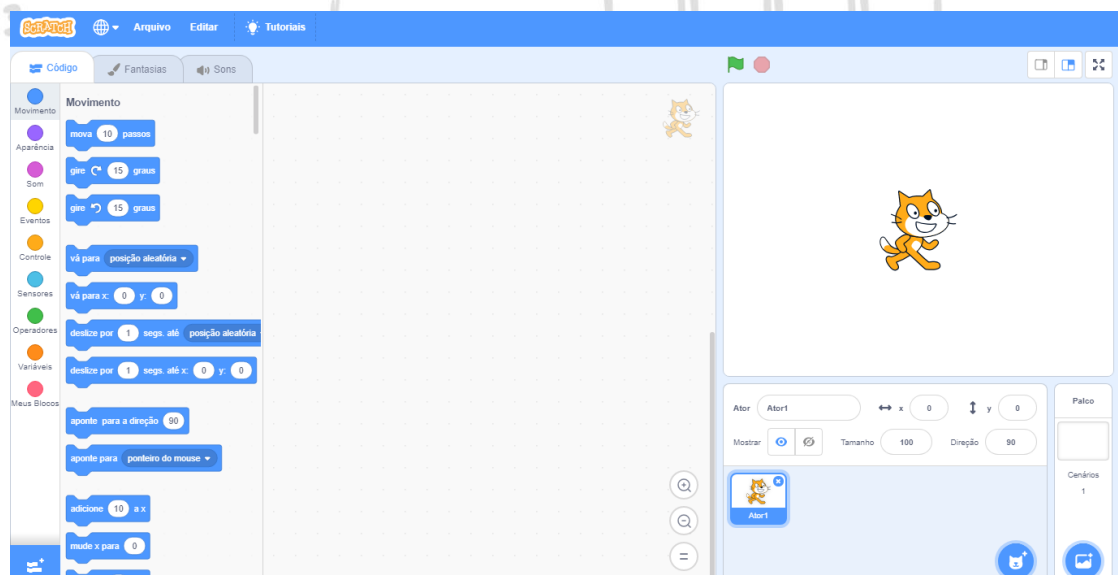 SCRATCH Arquivo Editar Tutoriais
Código Fantasias Sons
Movimento
Aparência
Som
Eventos
Controle
Sensores
Operadores
Variáveis
Meus Blocos
Movimento
mova 10 passos
gire 15 graus
gire 15 graus
vá para posição aleatória
vá para x: 0 y: 0
deslize por 1 segs. até posição aleatória
deslize por 1 segs. até x: 0 y: 0
aponte para a direção 90
aponte para ponteiro do mouse
adicione 10 a x
mude x para 0
Ator Ator1 x 0 y 0
Mostrar Tamanho 100 Direção 90
Ator1
Palco
Cenários
1